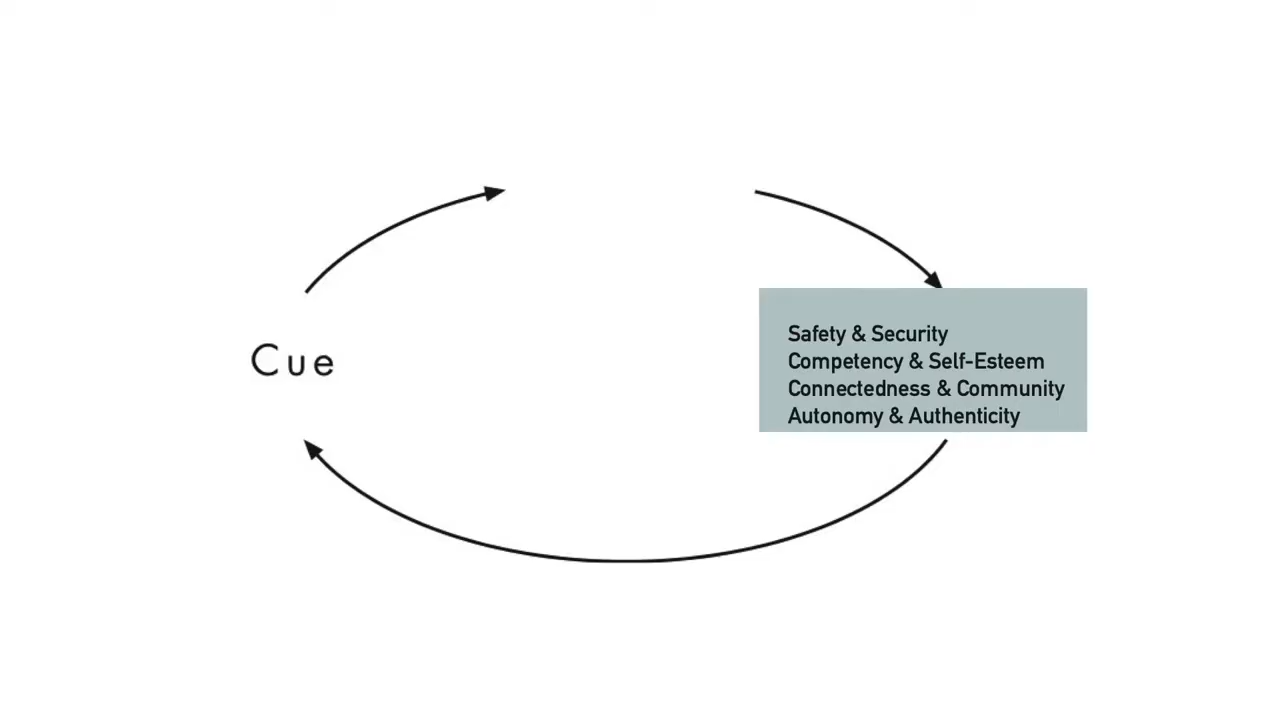 Cue
Safety & Security
Competency & Self-Esteem
Connectedness & Community
Autonomy & Authenticity